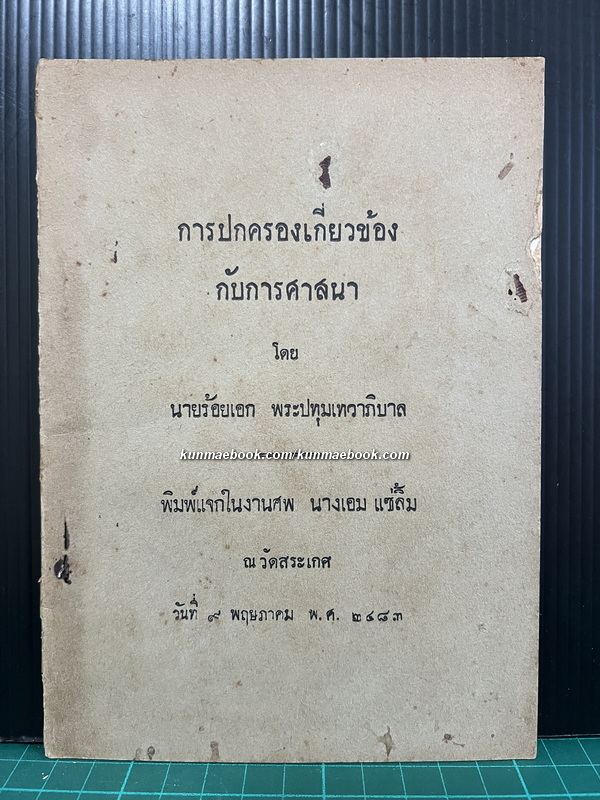 การปกครองเกี่ยวข้อง
กับการศาสนา
โดย
นายร้อยเอก พระปทุมเทวาภิบาล
kunmaebook.com/kunmaebook.com
พิมพ์แจกในงานศพ นางเอม แซ่ลิ้ม
ณ วัดสระเกศ
วันที่ ๙ พฤษภาคม พ.ศ. ๒๔๘๓